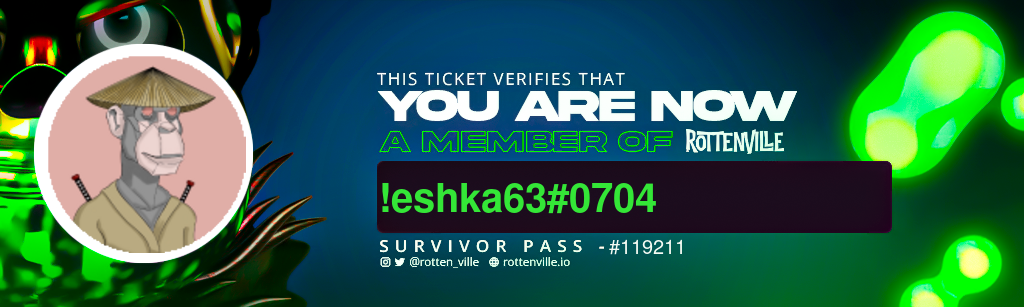 THIS TICKET VERIFIES THAT
YOU ARE NOW
A MEMBER OF ROTTENVILLE
!eshka63#0704
SURVIVOR PASS - #119211
@rotten_ville rottenville.io